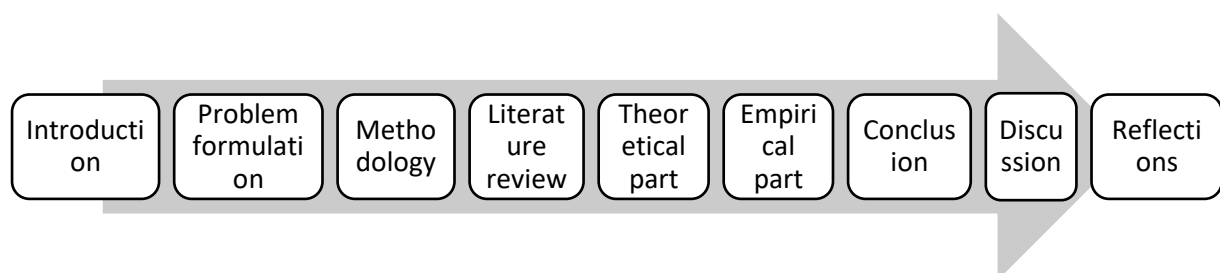 Introducti
on
Problem
formulati
on
Metho
dology
Literat
ure
review
Theor
etical
part
Empiri
cal
part
Conclus
ion
Discu
ssion
Reflecti
ons